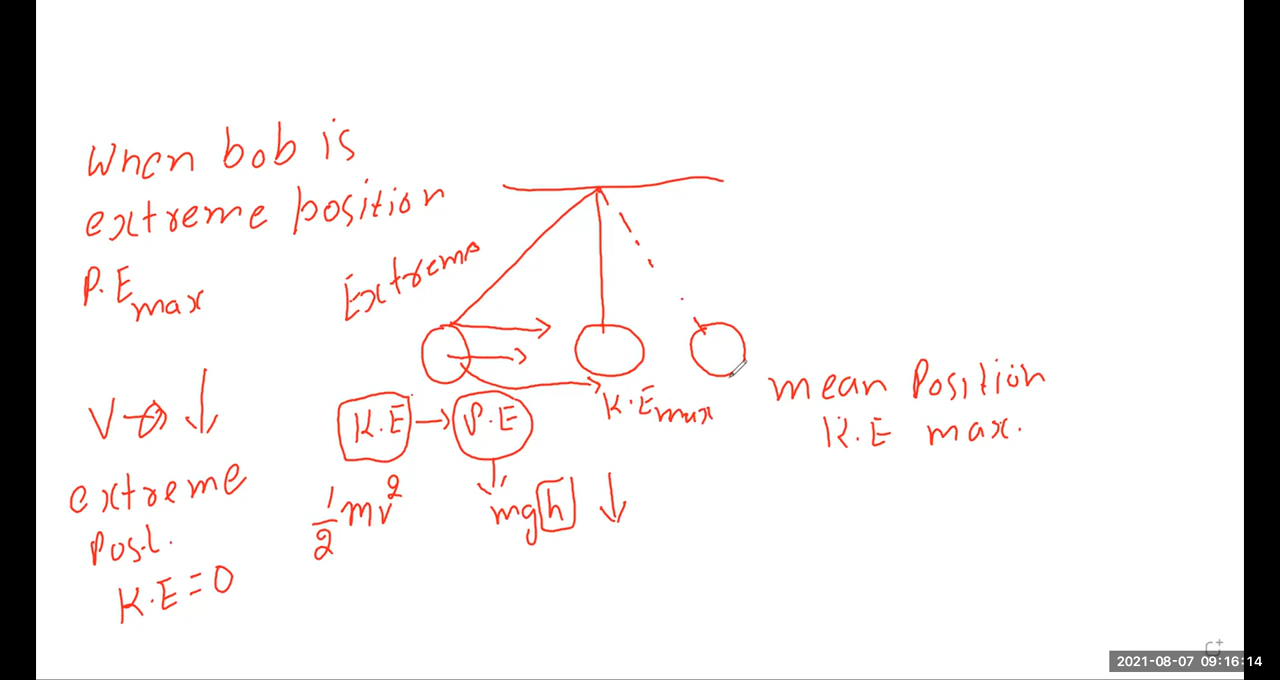 When bob is
extreme position
P.E max
Extreme
V→0 ↓
extreme
Posi.
K.E=0
K.E → P.E
1/2 mv²
mgh ↓
K.E max
mean Position
K.E max.
2021-08-07 09:16:14